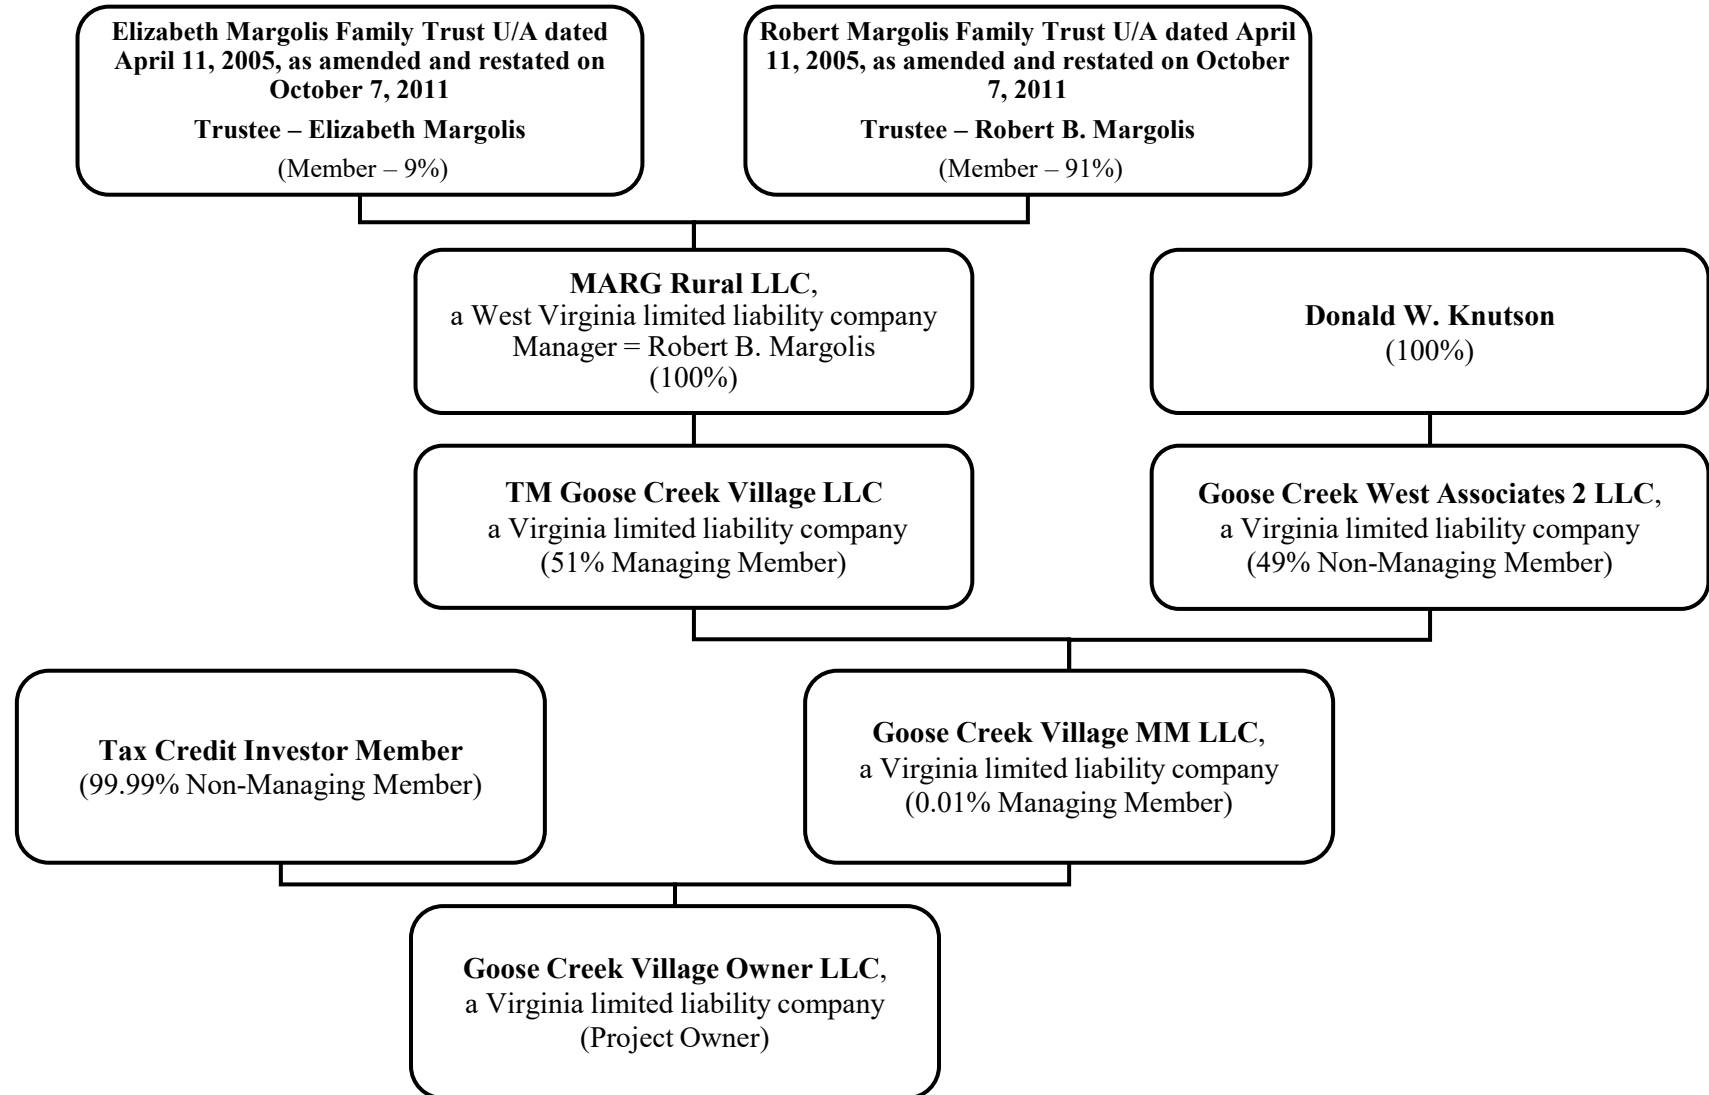 Elizabeth Margolis Family Trust U/A dated
April 11, 2005, as amended and restated on
October 7, 2011
Trustee – Elizabeth Margolis
(Member – 9%)
Robert Margolis Family Trust U/A dated April
11, 2005, as amended and restated on October
7, 2011
Trustee – Robert B. Margolis
(Member – 91%)
MARG Rural LLC,
a West Virginia limited liability company
Manager = Robert B. Margolis
(100%)
Donald W. Knutson
(100%)
TM Goose Creek Village LLC
a Virginia limited liability company
(51% Managing Member)
Goose Creek West Associates 2 LLC,
a Virginia limited liability company
(49% Non-Managing Member)
Tax Credit Investor Member
(99.99% Non-Managing Member)
Goose Creek Village MM LLC,
a Virginia limited liability company
(0.01% Managing Member)
Goose Creek Village Owner LLC,
a Virginia limited liability company
(Project Owner)